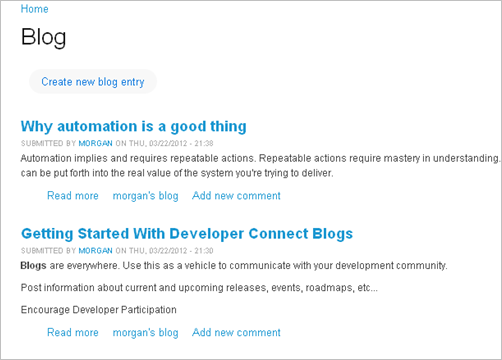 Home
Blog
Create new blog entry
Why automation is a good thing
SUBMITTED BY MORGAN ON THU, 03/22/2012 - 21:38
Automation implies and requires repeatable actions. Repeatable actions require mastery in understanding.
can be put forth into the real value of the system you're trying to deliver.
Read more morgan's blog Add new comment
Getting Started With Developer Connect Blogs
SUBMITTED BY MORGAN ON THU, 03/22/2012 - 21:30
Blogs are everywhere. Use this as a vehicle to communicate with your development community.
Post information about current and upcoming releases, events, roadmaps, etc...
Encourage Developer Participation
Read more morgan's blog Add new comment